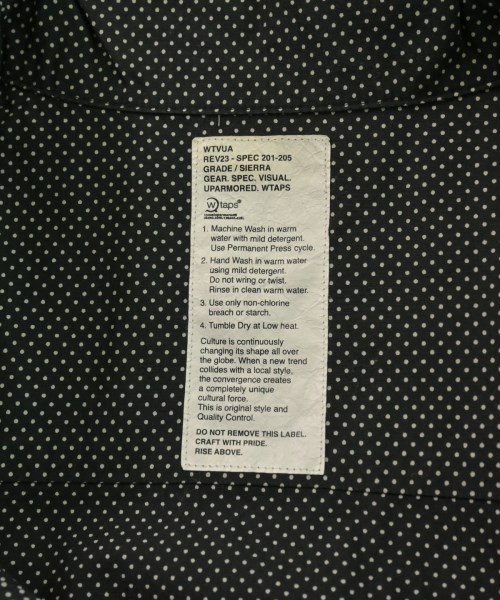 WTVUA
REV23 - SPEC 201-205
GRADE / SIERRA
GEAR. SPEC. VISUAL.
UPARMORED. WTAPS
Wtaps®
1. Machine Wash in warm
water with mild detergent.
Use Permanent Press cycle.
2. Hand Wash in warm water
using mild detergent.
Do not wring or twist.
Rinse in clean warm water.
3. Use only non-chlorine
breach or starch.
4. Tumble Dry at Low heat.
Culture is continuously
changing its shape all over
the globe. When a new trend
collides with a local style,
the convergence creates
a completely unique
cultural force.
This is original style and
Quality Control.
DO NOT REMOVE THIS LABEL.
CRAFT WITH PRIDE.
RISE ABOVE.